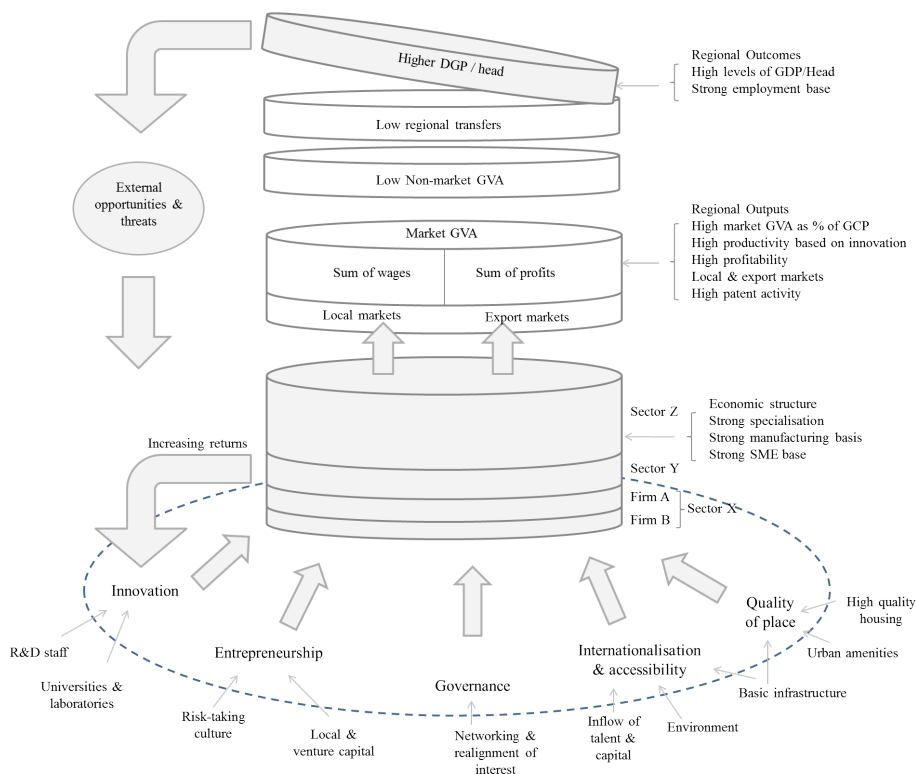 Higher DGP / head
Regional Outcomes
High levels of GDP/Head
Strong employment base
Low regional transfers
Low Non-market GVA
External
opportunities &
threats
Regional Outputs
High market GVA as % of GCP
High productivity based on innovation
High profitability
Local & export markets
High patent activity
Market GVA
Sum of wages
Sum of profits
Local markets
Export markets
Economic structure
Strong specialisation
Strong manufacturing basis
Strong SME base
Sector Z
Sector Y
Firm A
Firm B
Sector X
Increasing returns
Innovation
R&D staff
Universities &
laboratories
Entrepreneurship
Risk-taking
culture
Local &
venture capital
Governance
Networking &
realignment of
interest
Internationalisation
& accessibility
Inflow of
talent &
capital
Environment
Quality
of place
High quality
housing
Urban amenities
Basic infrastructure